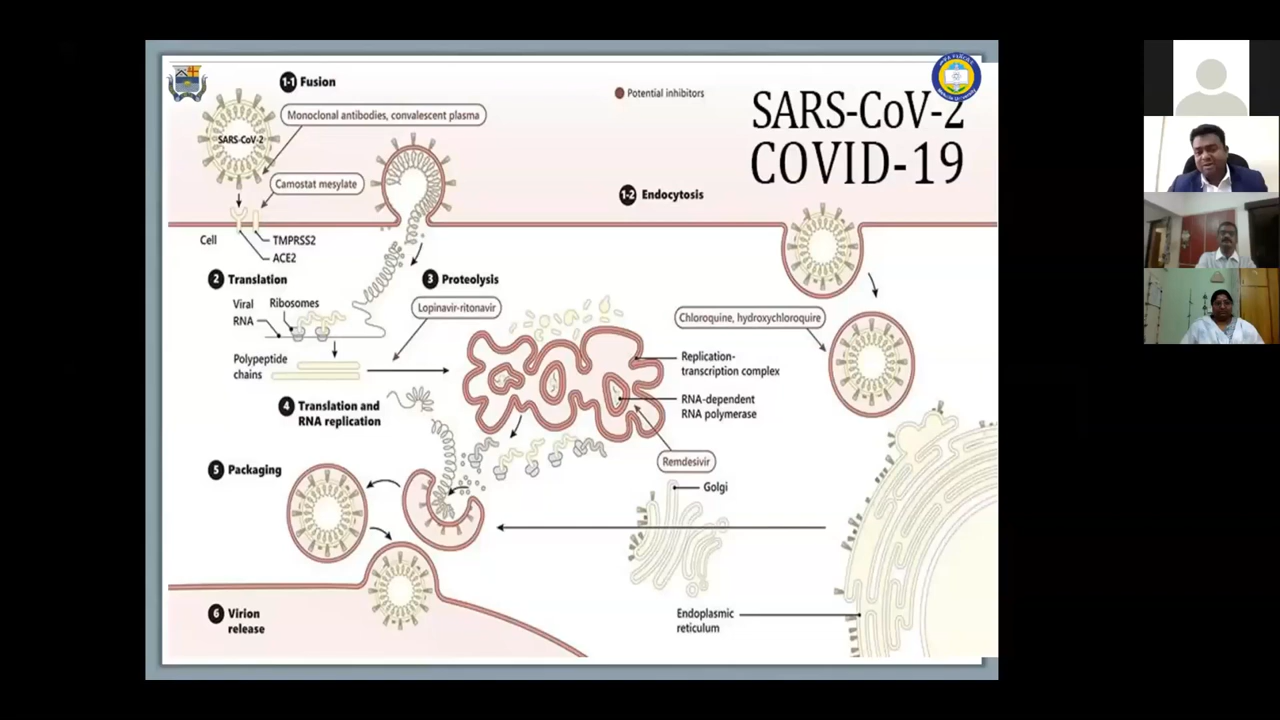 1-1 Fusion
Potential inhibitors
SARS-CoV-2
COVID-19
Monoclonal antibodies, convalescent plasma
SARS-CoV-2
Camostat mesylate
1-2 Endocytosis
Cell
TMPRSS2
ACE2
2 Translation
3 Proteolysis
Viral
RNA
Ribosomes
Lopinavir-ritonavir
Chloroquine, hydroxychloroquire
Polypeptide
chains
Replication-
transcription complex
RNA-dependent
RNA polymerase
4 Translation and
RNA replication
Remdesivir
5 Packaging
Golgi
6 Virion
release
Endoplasmic
reticulum